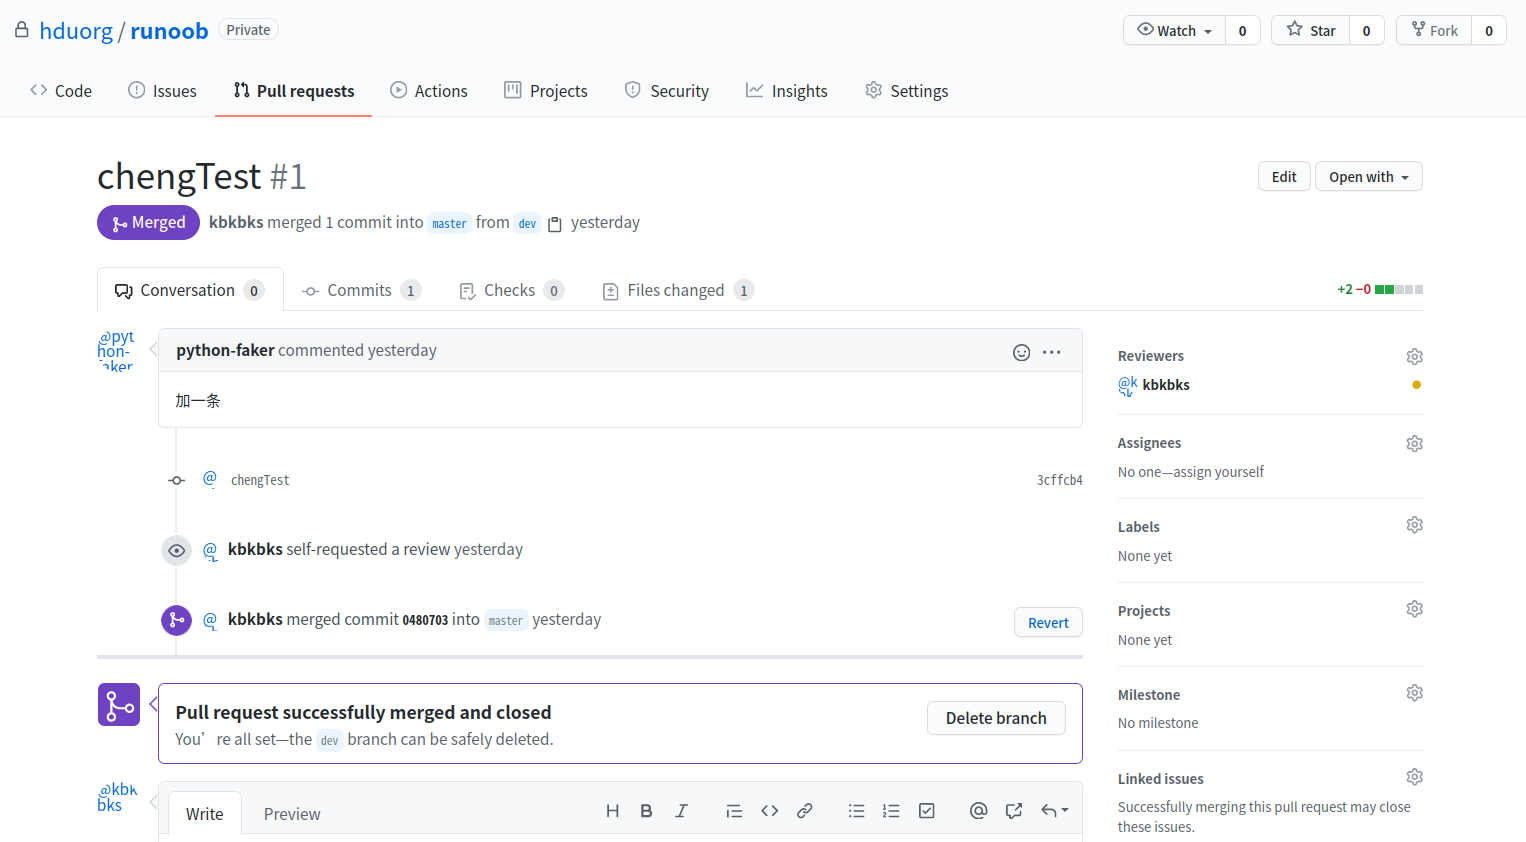 hduorg / runoob Private Watch 0 Star 0 Fork 0
Code Issues Pull requests Actions Projects Security Insights Settings
chengTest #1 Edit Open with
Merged kbkbks merged 1 commit into master from dev yesterday
Conversation 0 Commits 1 Checks 0 Files changed 1 +2 −0
@pyt
hon-
faker
python-faker commented yesterday
加一条
chengTest 3cffcb4
@ kbkbks self-requested a review yesterday
@ kbkbks merged commit 0480703 into master yesterday
Revert
Pull request successfully merged and closed
You’re all set—the dev branch can be safely deleted.
Delete branch
@kbk
bks
Write Preview
Reviewers
@k kbkbks
Assignees
No one—assign yourself
Labels
None yet
Projects
None yet
Milestone
No milestone
Linked issues
Successfully merging this pull request may close
these issues.